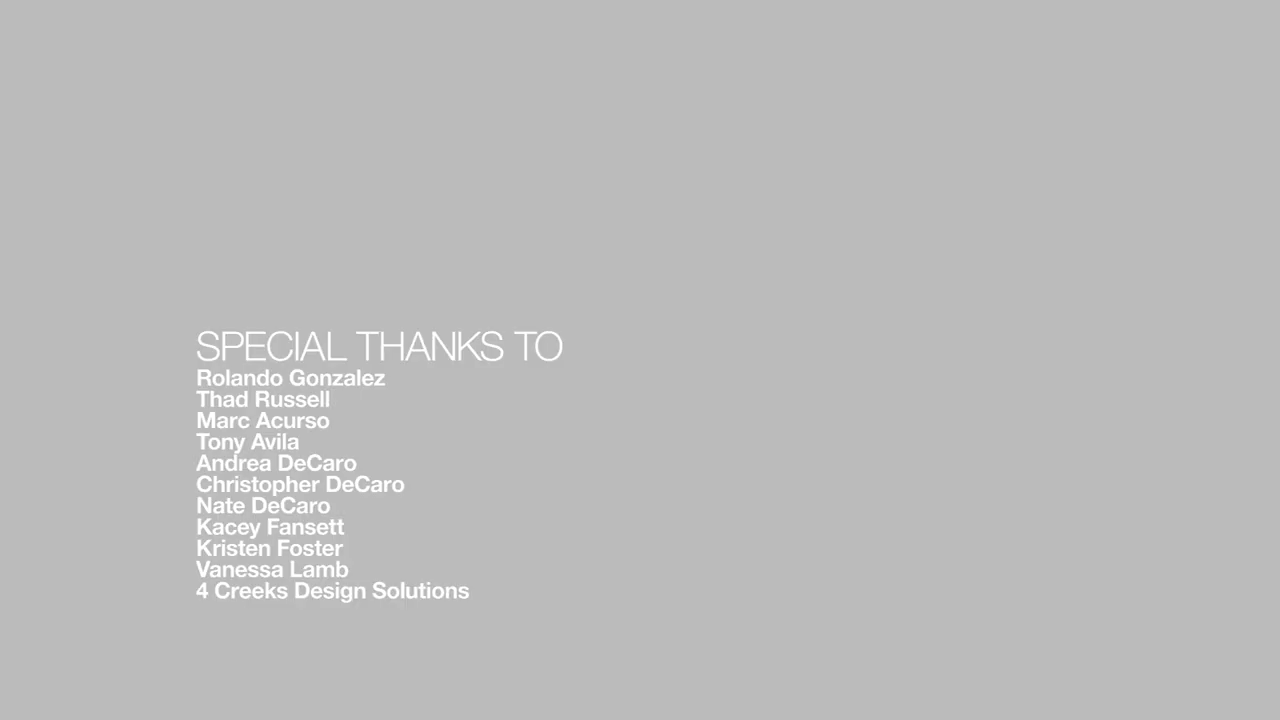 SPECIAL THANKS TO
Rolando Gonzalez
Thad Russell
Marc Acurso
Tony Avila
Andrea DeCaro
Christopher DeCaro
Nate DeCaro
Kacey Fansett
Kristen Foster
Vanessa Lamb
4 Creeks Design Solutions